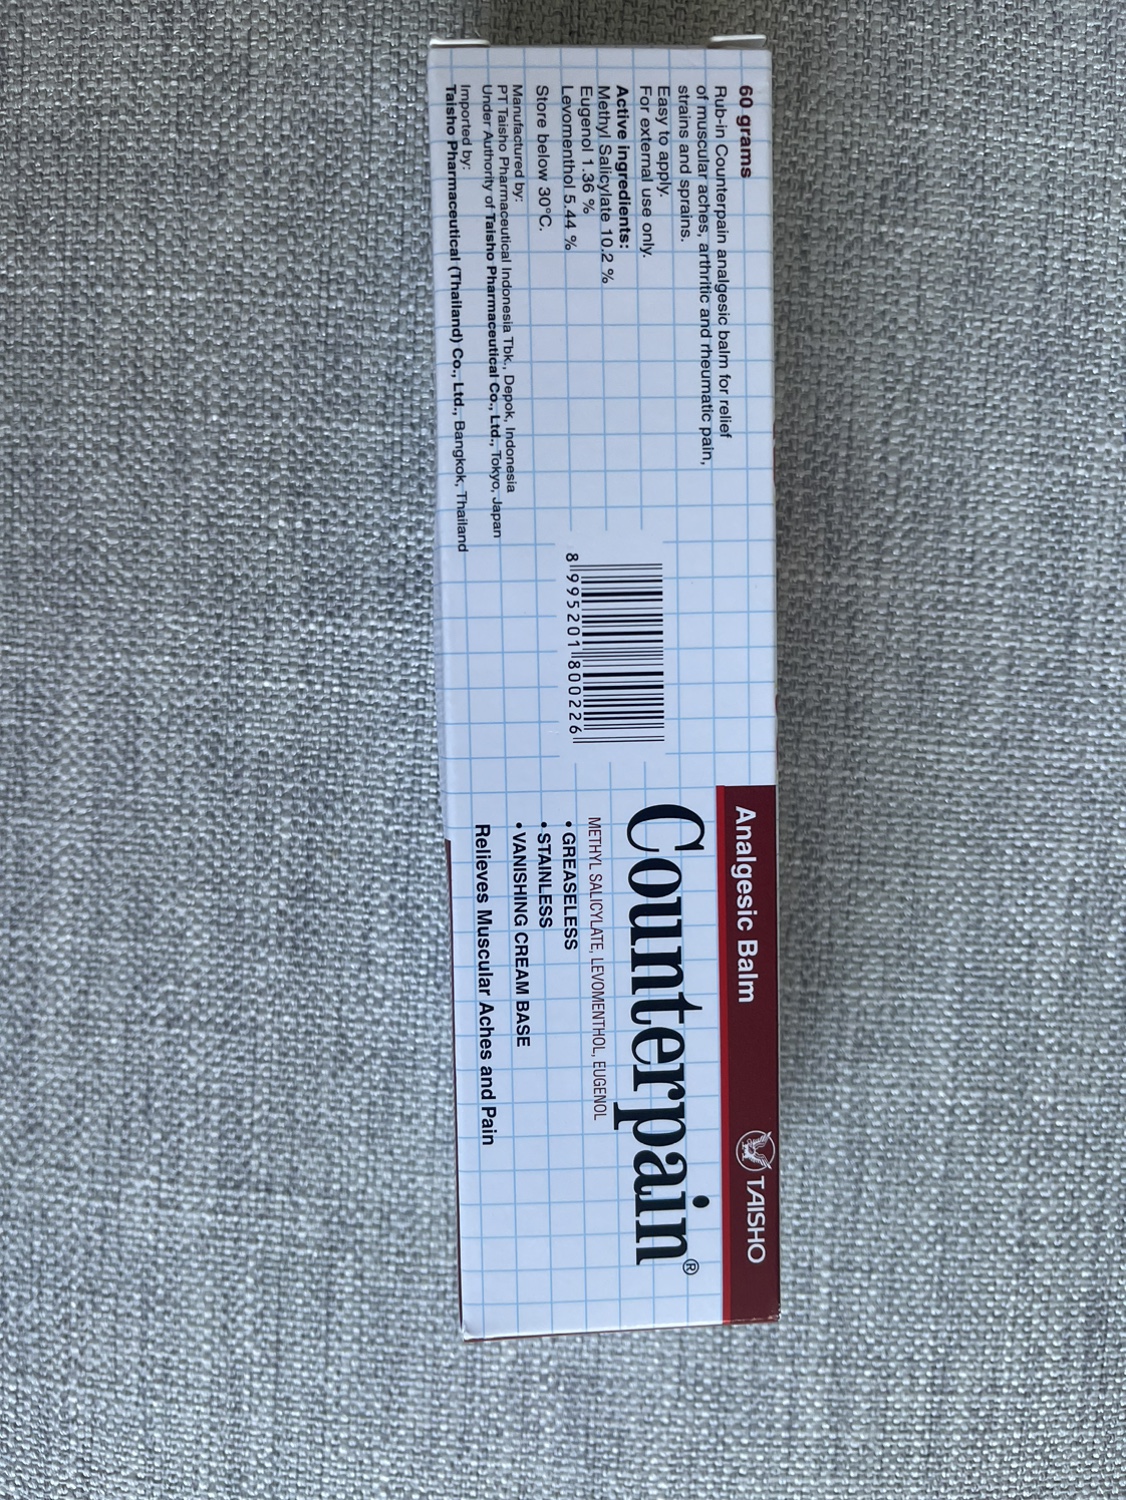 60 grams
Rub-in Counterpain analgesic balm for relief
of muscular aches, arthritic and rheumatic pain,
strains and sprains.
Easy to apply.
For external use only.
Active ingredients:
Methyl Salicylate 10.2 %
Eugenol 1.36 %
Levomenthol 5.44 %
Store below 30°C.
Manufactured by:
PT Taisho Pharmaceutical Indonesia Tbk., Depok, Indonesia
Under Authority of Taisho Pharmaceutical Co., Ltd., Tokyo, Japan
Imported by:
Taisho Pharmaceutical (Thailand) Co., Ltd., Bangkok, Thailand
8 995201 800226
Analgesic Balm
TAISHO
Counterpain®
METHYL SALICYLATE, LEVOMENTHOL, EUGENOL
• GREASELESS
• STAINLESS
• VANISHING CREAM BASE
Relieves Muscular Aches and Pain